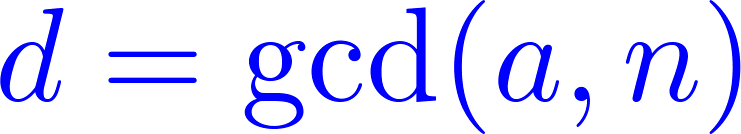 d = gcd(a, n)